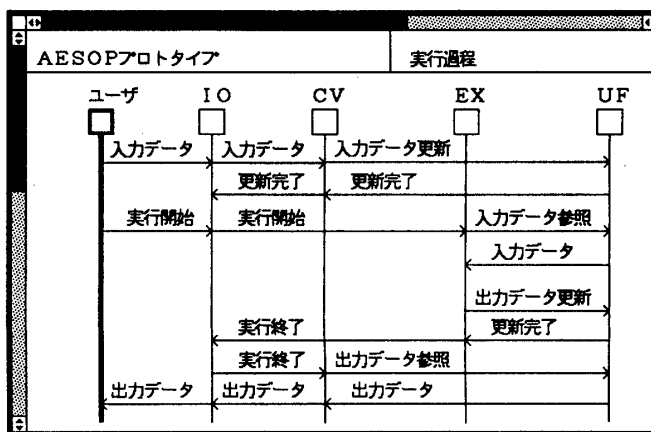 AESOPプロトタイプ 実行過程
ユーザ IO CV EX UF
入力データ 入力データ 入力データ更新
更新完了 更新完了
実行開始 実行開始 入力データ参照
入力データ
出力データ更新
実行終了 更新完了
実行終了 出力データ参照
出力データ 出力データ 出力データ